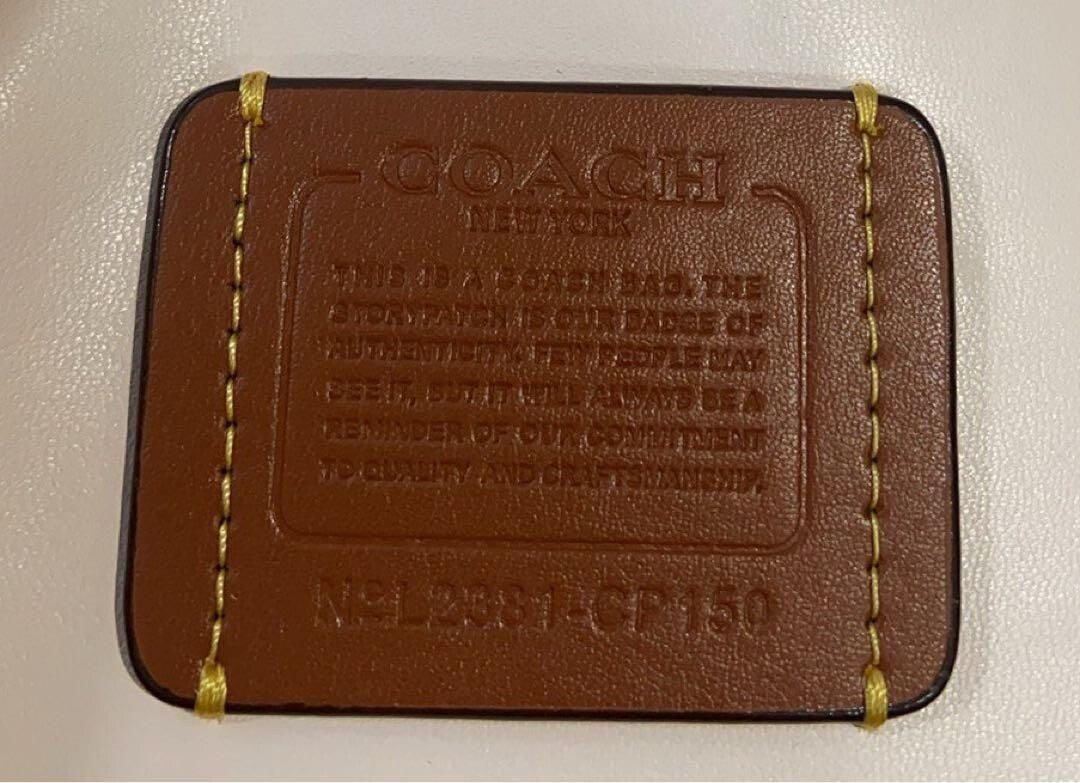 COACH
NEW YORK
THIS IS A COACH BAG. THE
STORYPATCH IS OUR BADGE OF
AUTHENTICITY. FEW PEOPLE MAY
SEE IT, BUT IT WILL ALWAYS BE A
REMINDER OF OUR COMMITMENT
TO QUALITY AND CRAFTSMANSHIP.
Nº L2381-CP150